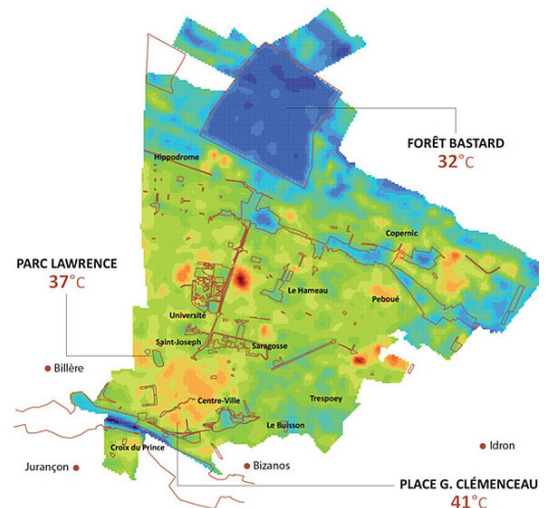 FORÊT BASTARD
32°C
Hippodrome
Copernic
PARC LAWRENCE
37°C
Le Hameau
Peboué
Université
Saint-Joseph
Saragosse
Billère
Centre-Ville
Trespoey
Le Buisson
Croix du Prince
Idron
Jurançon
Bizanos
PLACE G. CLÉMENCEAU
41°C